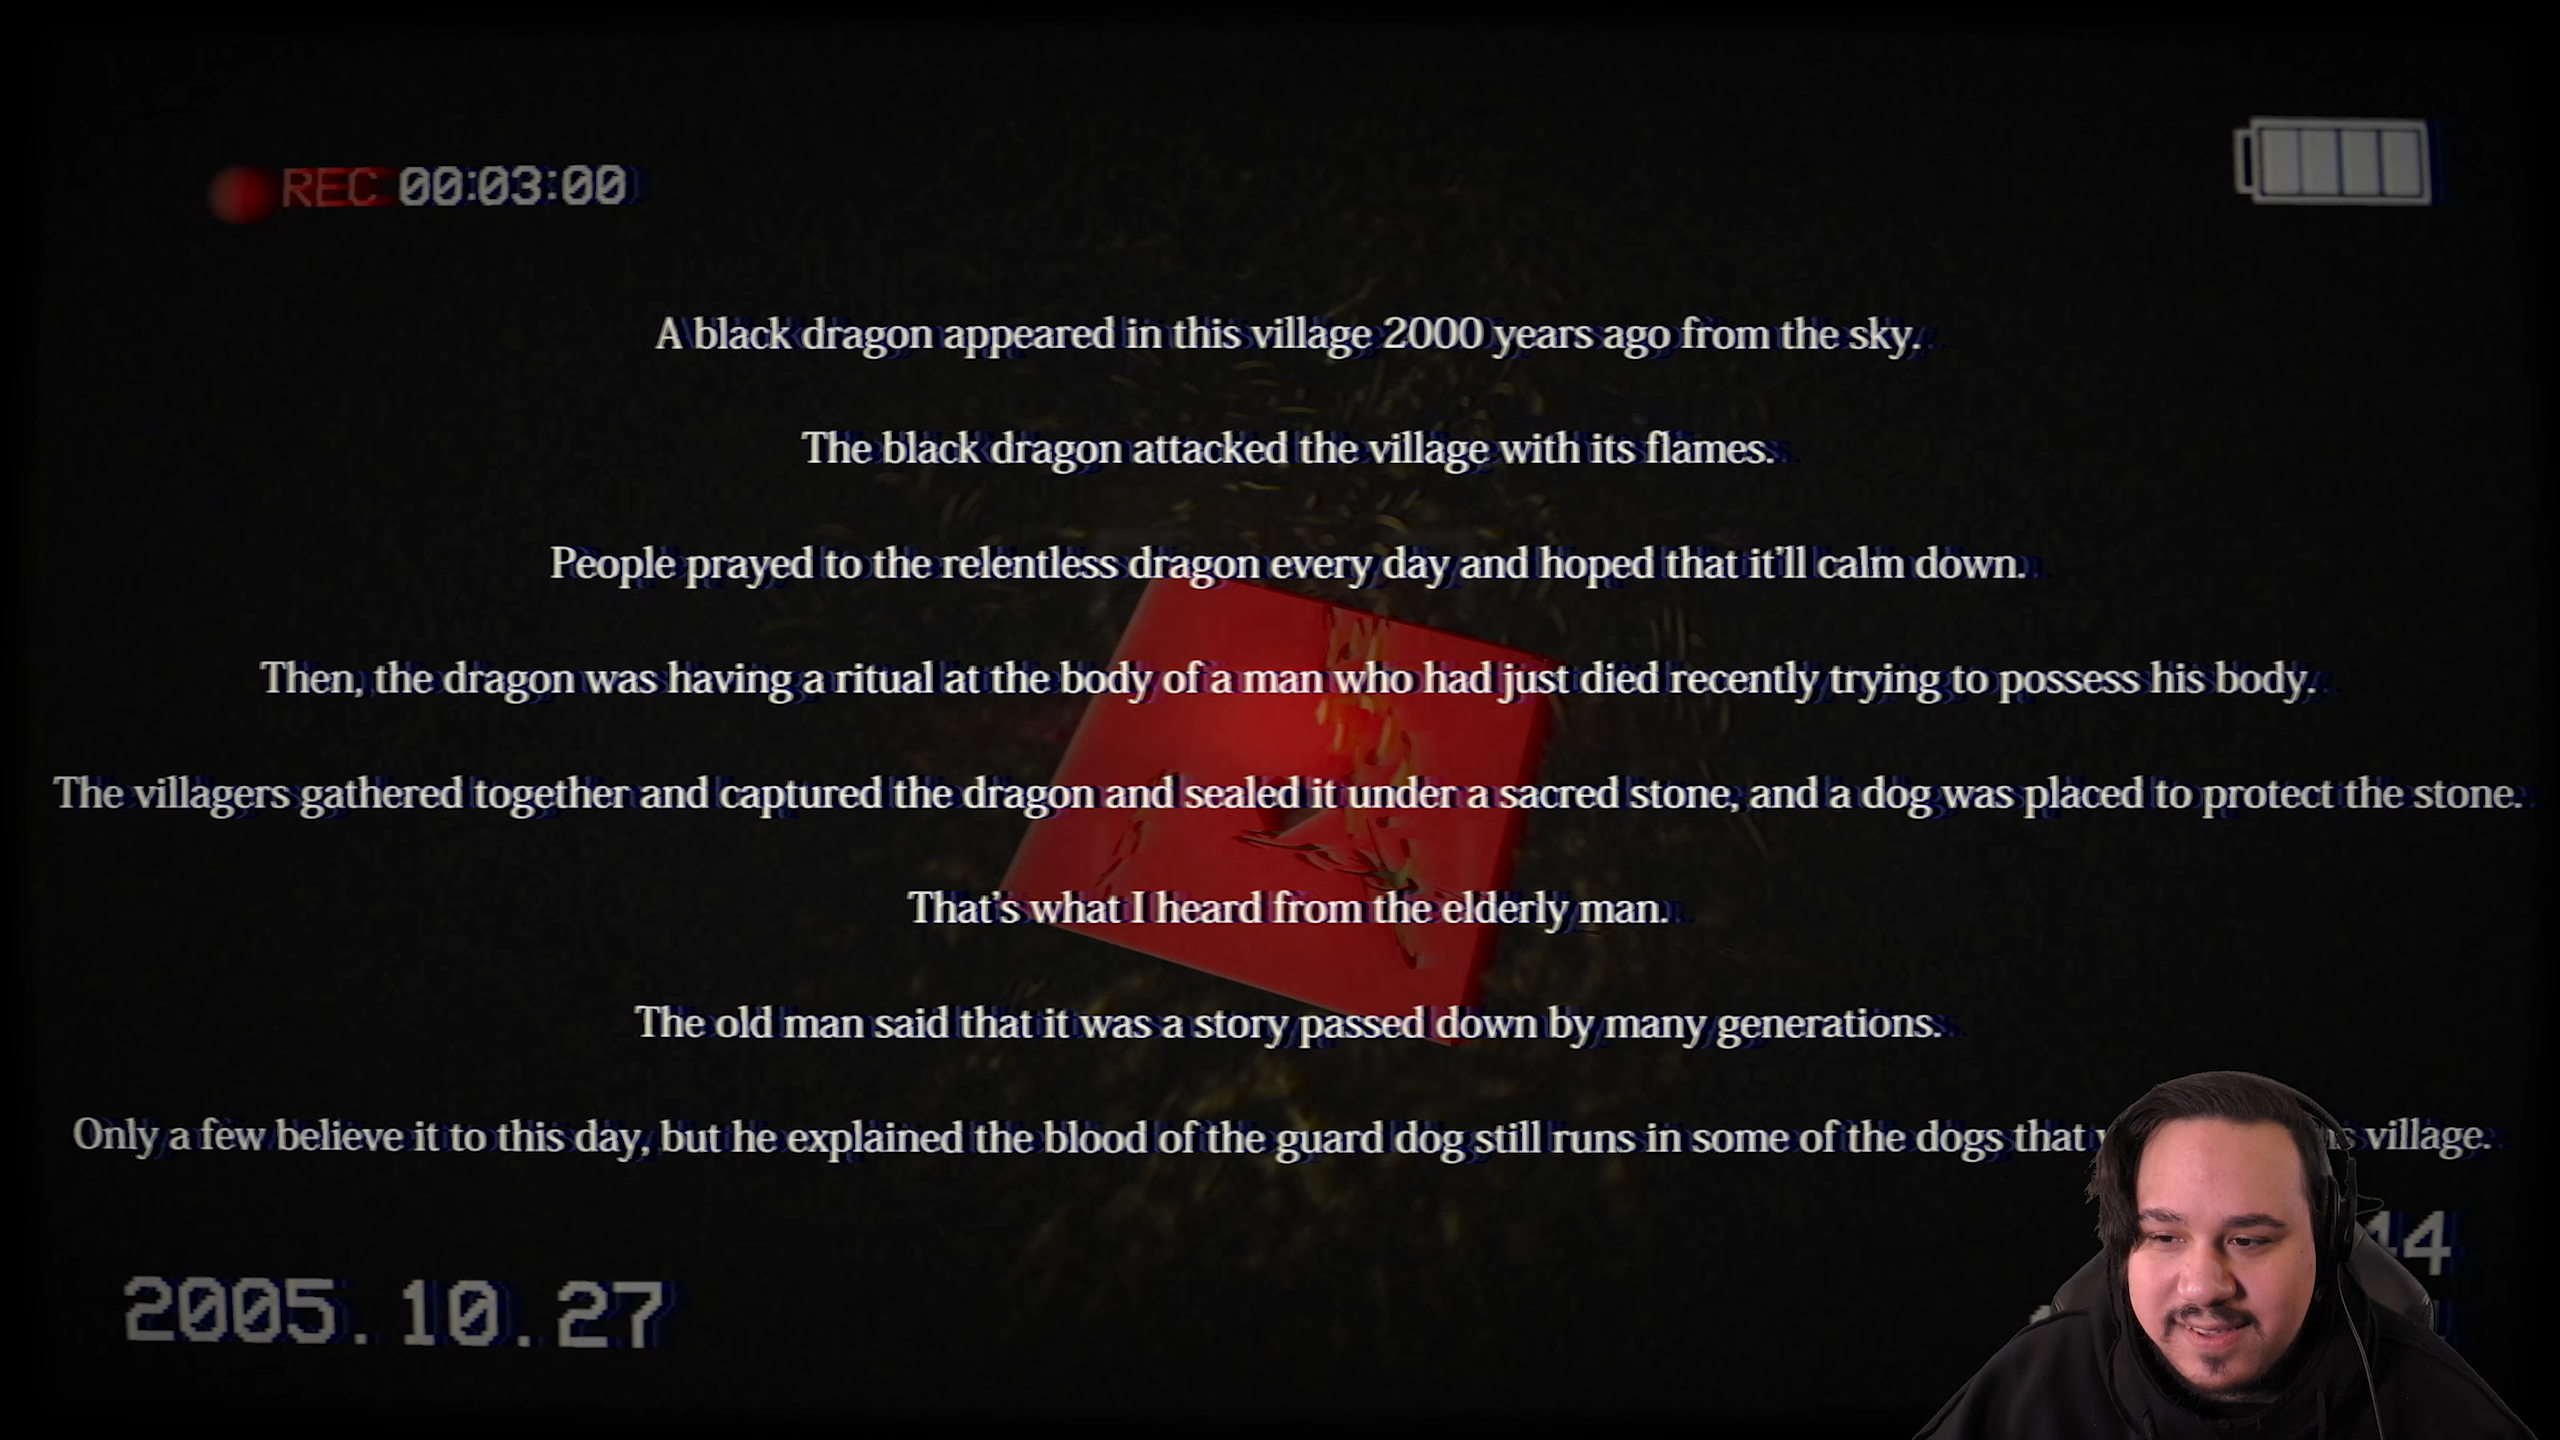 REC 00:03:00
A black dragon appeared in this village 2000 years ago from the sky.
The black dragon attacked the village with its flames.
People prayed to the relentless dragon every day and hoped that it'll calm down.
Then, the dragon was having a ritual at the body of a man who had just died recently trying to possess his body.
The villagers gathered together and captured the dragon and sealed it under a sacred stone, and a dog was placed to protect the stone.
That's what I heard from the elderly man.
The old man said that it was a story passed down by many generations.
Only a few believe it to this day, but he explained the blood of the guard dog still runs in some of the dogs that village.
2005.10.27